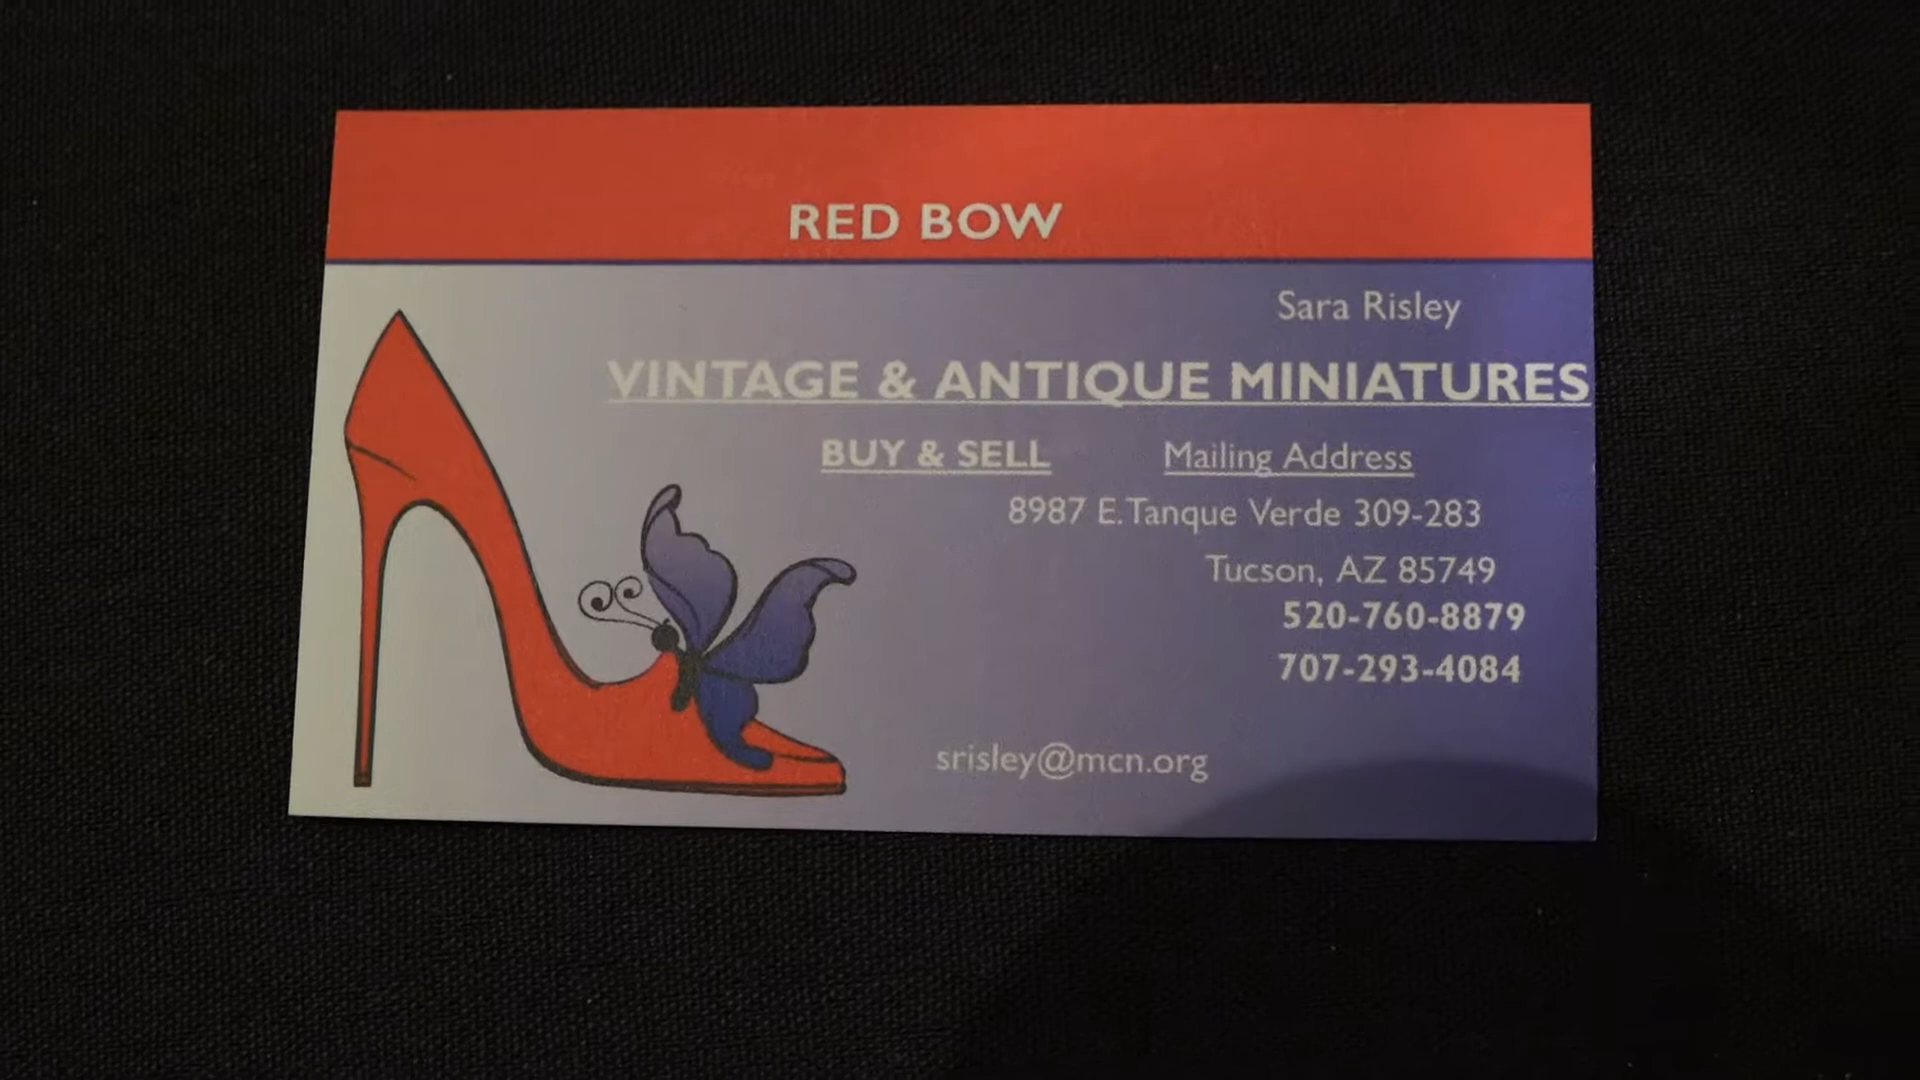 RED BOW
Sara Risley
VINTAGE & ANTIQUE MINIATURES
BUY & SELL Mailing Address
8987 E. Tanque Verde 309-283
Tucson, AZ 85749
520-760-8879
707-293-4084
srisley@mcn.org